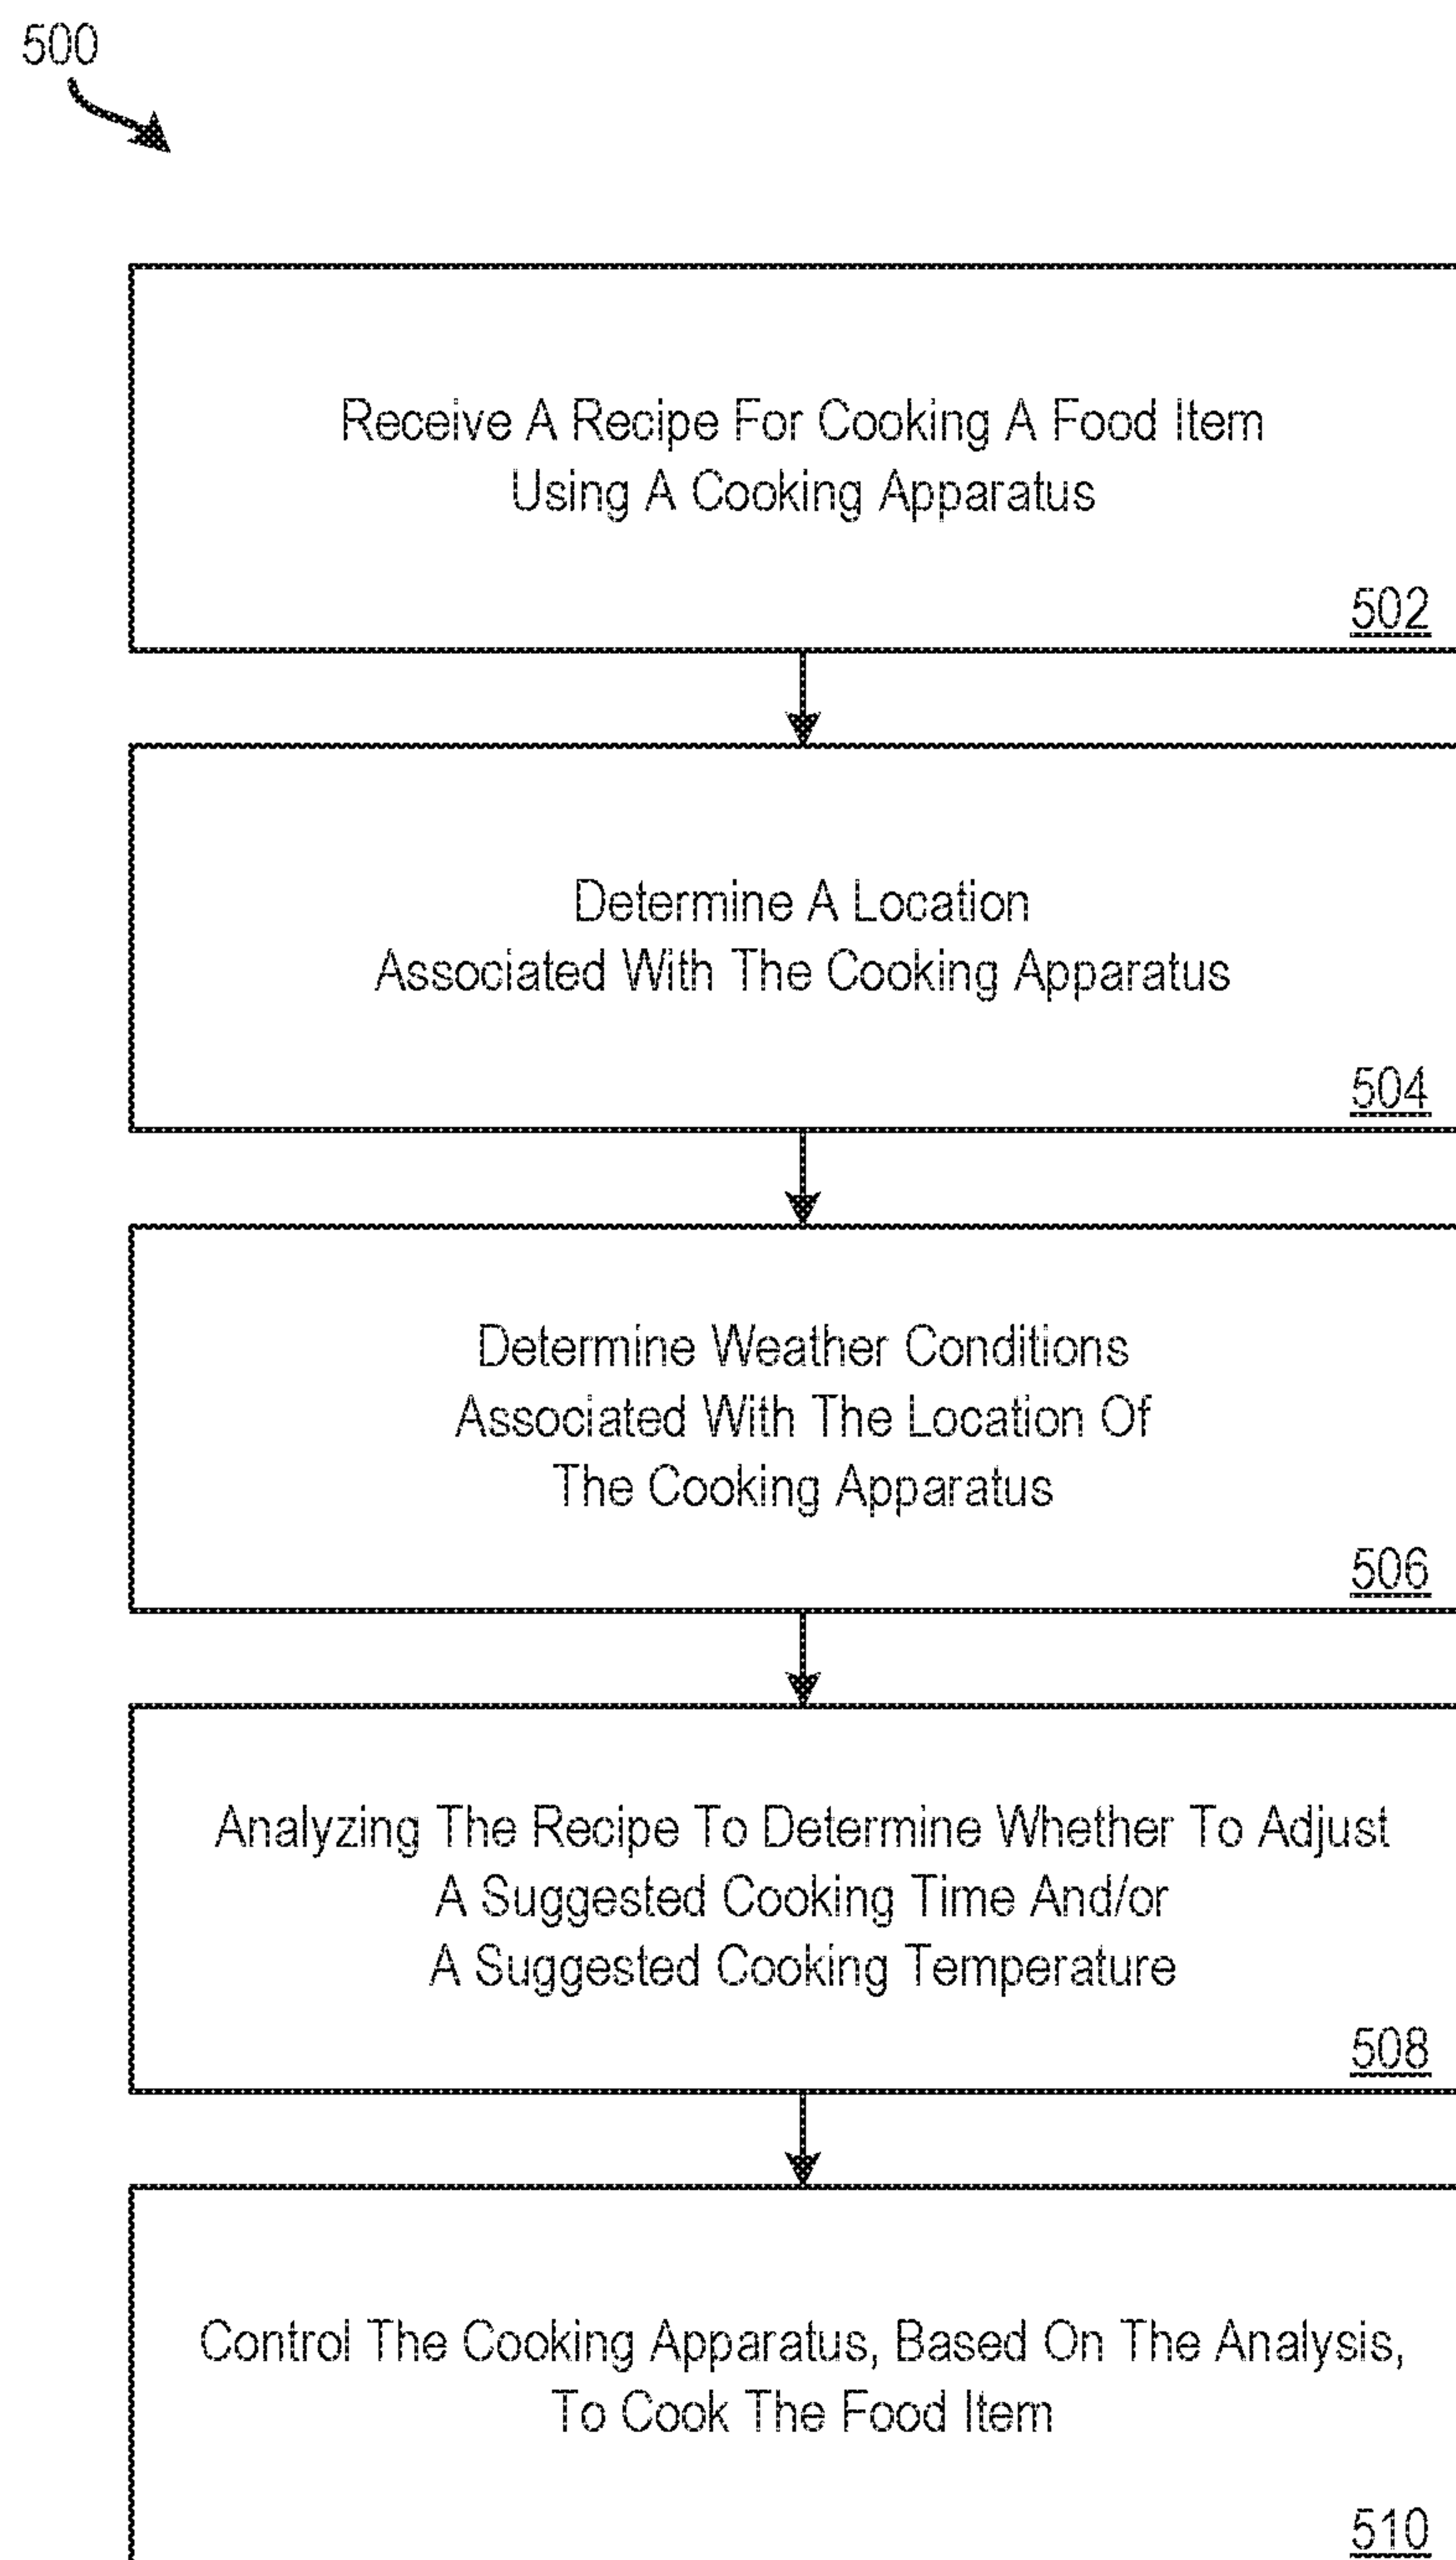 500
Receive A Recipe For Cooking A Food Item
Using A Cooking Apparatus
502
Determine A Location
Associated With The Cooking Apparatus
504
Determine Weather Conditions
Associated With The Location Of
The Cooking Apparatus
506
Analyzing The Recipe To Determine Whether To Adjust
A Suggested Cooking Time And/or
A Suggested Cooking Temperature
508
Control The Cooking Apparatus, Based On The Analysis,
To Cook The Food Item
510